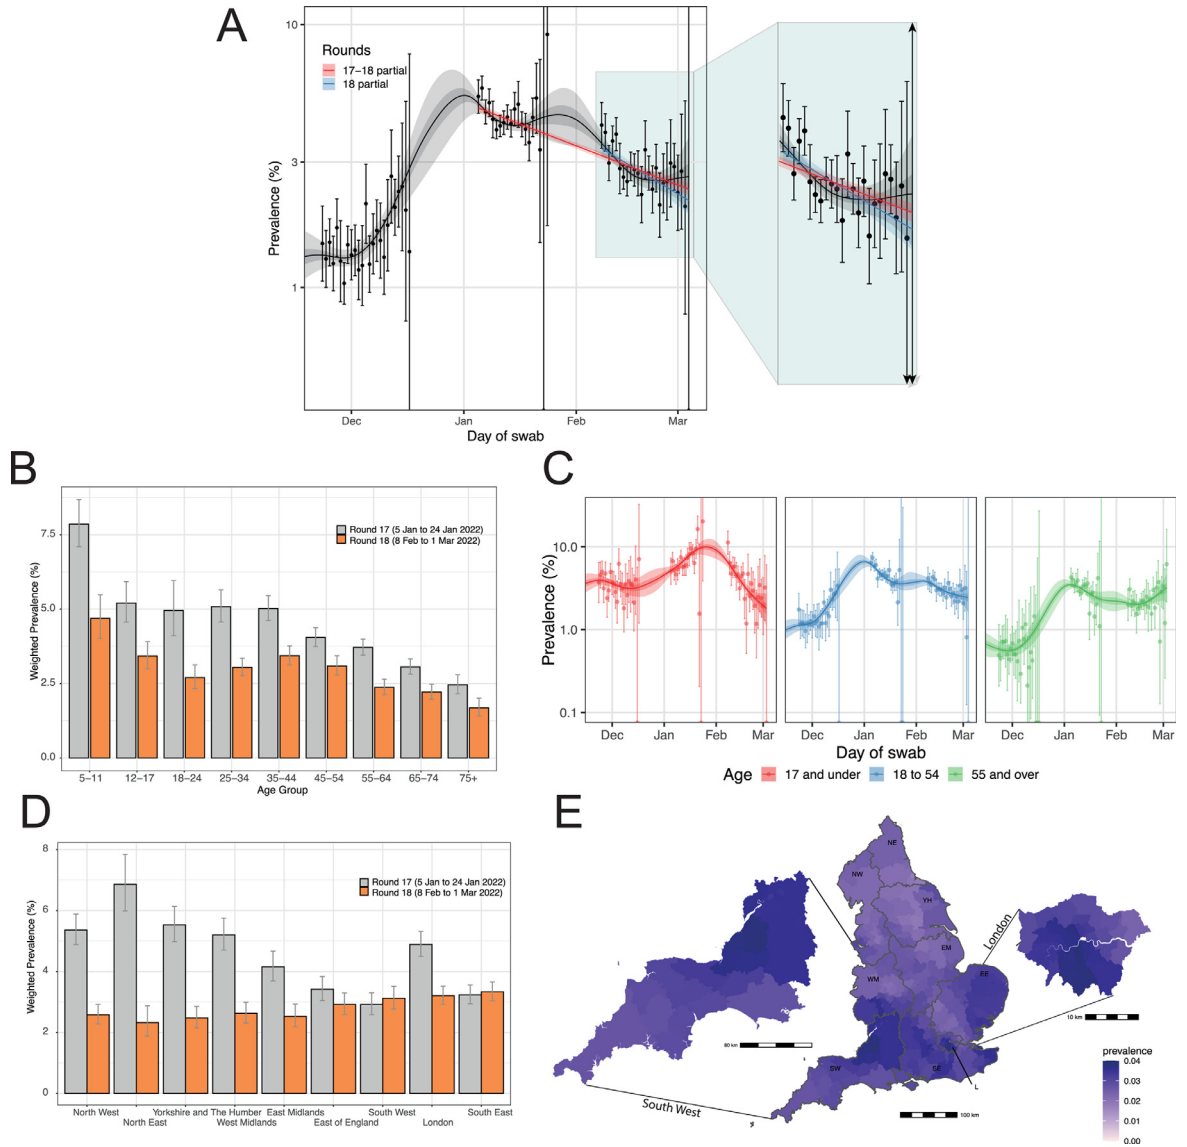 A
10
3
1
Prevalence (%)
Rounds
17–18 partial
18 partial
Dec
Jan
Feb
Mar
Day of swab
B
7.5
5.0
2.5
0.0
Weighted Prevalence (%)
Round 17 (5 Jan to 24 Jan 2022)
Round 18 (8 Feb to 1 Mar 2022)
5–11
12–17
18–24
25–34
35–44
45–54
55–64
65–74
75+
Age Group
C
10.0
1.0
0.1
Prevalence (%)
Dec
Jan
Feb
Mar
Dec
Jan
Feb
Mar
Dec
Jan
Feb
Mar
Day of swab
Age
17 and under
18 to 54
55 and over
D
8
6
4
2
0
Weighted Prevalence (%)
Round 17 (5 Jan to 24 Jan 2022)
Round 18 (8 Feb to 1 Mar 2022)
North West
North East
Yorkshire and The Humber
West Midlands
East Midlands
East of England
South West
London
South East
E
NE
NW
YH
EM
WM
EE
SW
SE
L
London
South West
80 km
10 km
100 km
prevalence
0.04
0.03
0.02
0.01
0.00